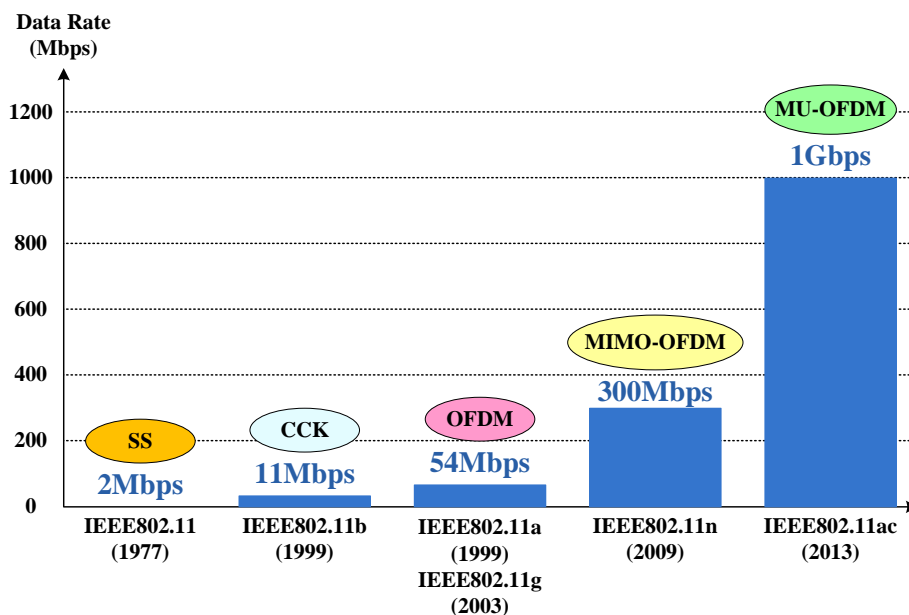 Data Rate
(Mbps)
1200
1000
800
600
400
200
0
SS
2Mbps
CCK
11Mbps
OFDM
54Mbps
MIMO-OFDM
300Mbps
MU-OFDM
1Gbps
IEEE802.11
(1977)
IEEE802.11b
(1999)
IEEE802.11a
(1999)
IEEE802.11g
(2003)
IEEE802.11n
(2009)
IEEE802.11ac
(2013)